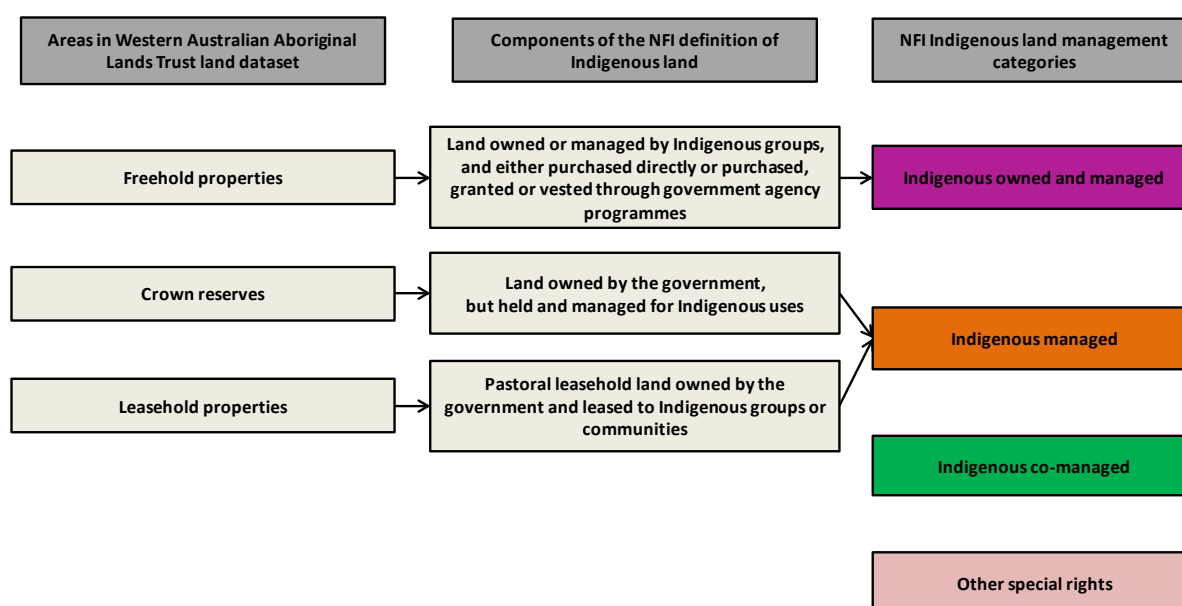 Areas in Western Australian Aboriginal
Lands Trust land dataset
Components of the NFI definition of
Indigenous land
NFI Indigenous land management
categories
Freehold properties
Land owned or managed by Indigenous groups,
and either purchased directly or purchased,
granted or vested through government agency
programmes
Indigenous owned and managed
Crown reserves
Land owned by the government,
but held and managed for Indigenous uses
Indigenous managed
Leasehold properties
Pastoral leasehold land owned by the
government and leased to Indigenous groups or
communities
Indigenous co-managed
Other special rights